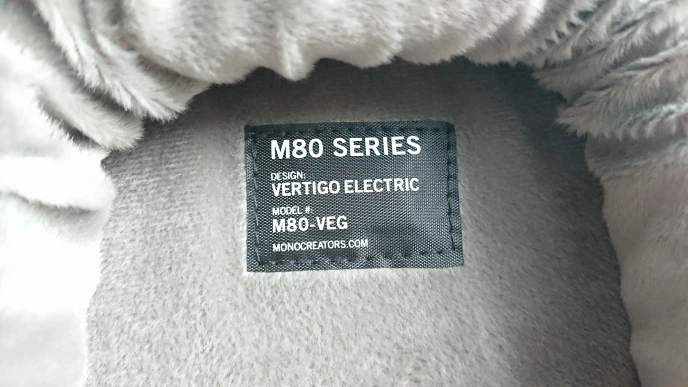 M80 SERIES
DESIGN:
VERTIGO ELECTRIC
MODEL #:
M80-VEG
MONOCREATORS.COM